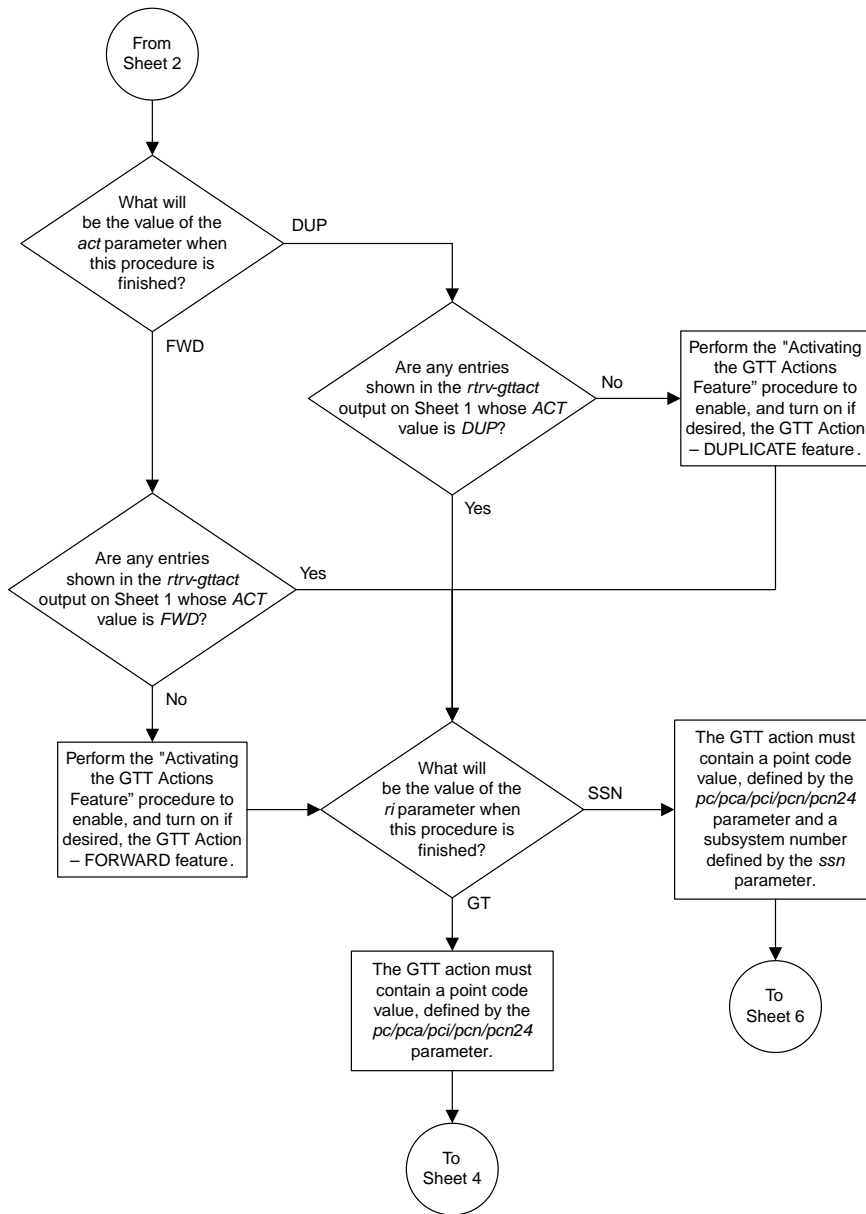 From
Sheet 2
What will
be the value of the
act parameter when
this procedure is
finished?
DUP
FWD
Are any entries
shown in the rtrv-gttact
output on Sheet 1 whose ACT
value is DUP?
No
Yes
Perform the "Activating
the GTT Actions
Feature” procedure to
enable, and turn on if
desired, the GTT Action
– DUPLICATE feature.
Are any entries
shown in the rtrv-gttact
output on Sheet 1 whose ACT
value is FWD?
Yes
No
Perform the "Activating
the GTT Actions
Feature” procedure to
enable, and turn on if
desired, the GTT Action
– FORWARD feature.
What will
be the value of the
ri parameter when
this procedure is
finished?
SSN
GT
The GTT action must
contain a point code
value, defined by the
pc/pca/pci/pcn/pcn24
parameter and a
subsystem number
defined by the ssn
parameter.
To
Sheet 6
The GTT action must
contain a point code
value, defined by the
pc/pca/pci/pcn/pcn24
parameter.
To
Sheet 4